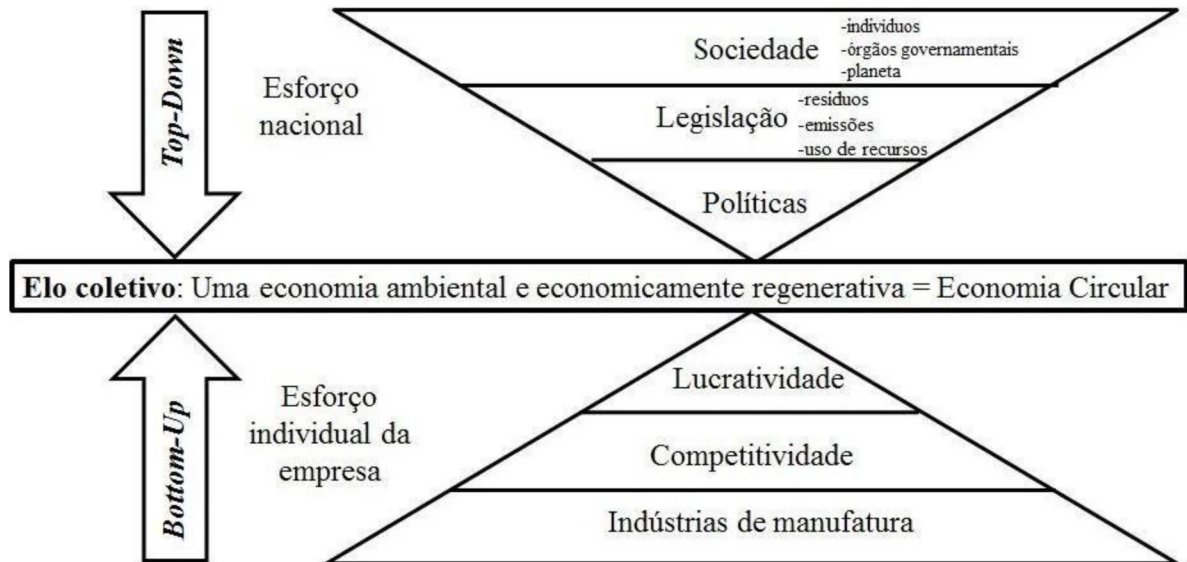 Top-Down
Esforço
nacional
Sociedade
-indivíduos
-órgãos governamentais
-planeta
Legislação
-resíduos
-emissões
-uso de recursos
Políticas
Elo coletivo: Uma economia ambiental e economicamente regenerativa = Economia Circular
Bottom-Up
Esforço
individual da
empresa
Lucratividade
Competitividade
Indústrias de manufatura